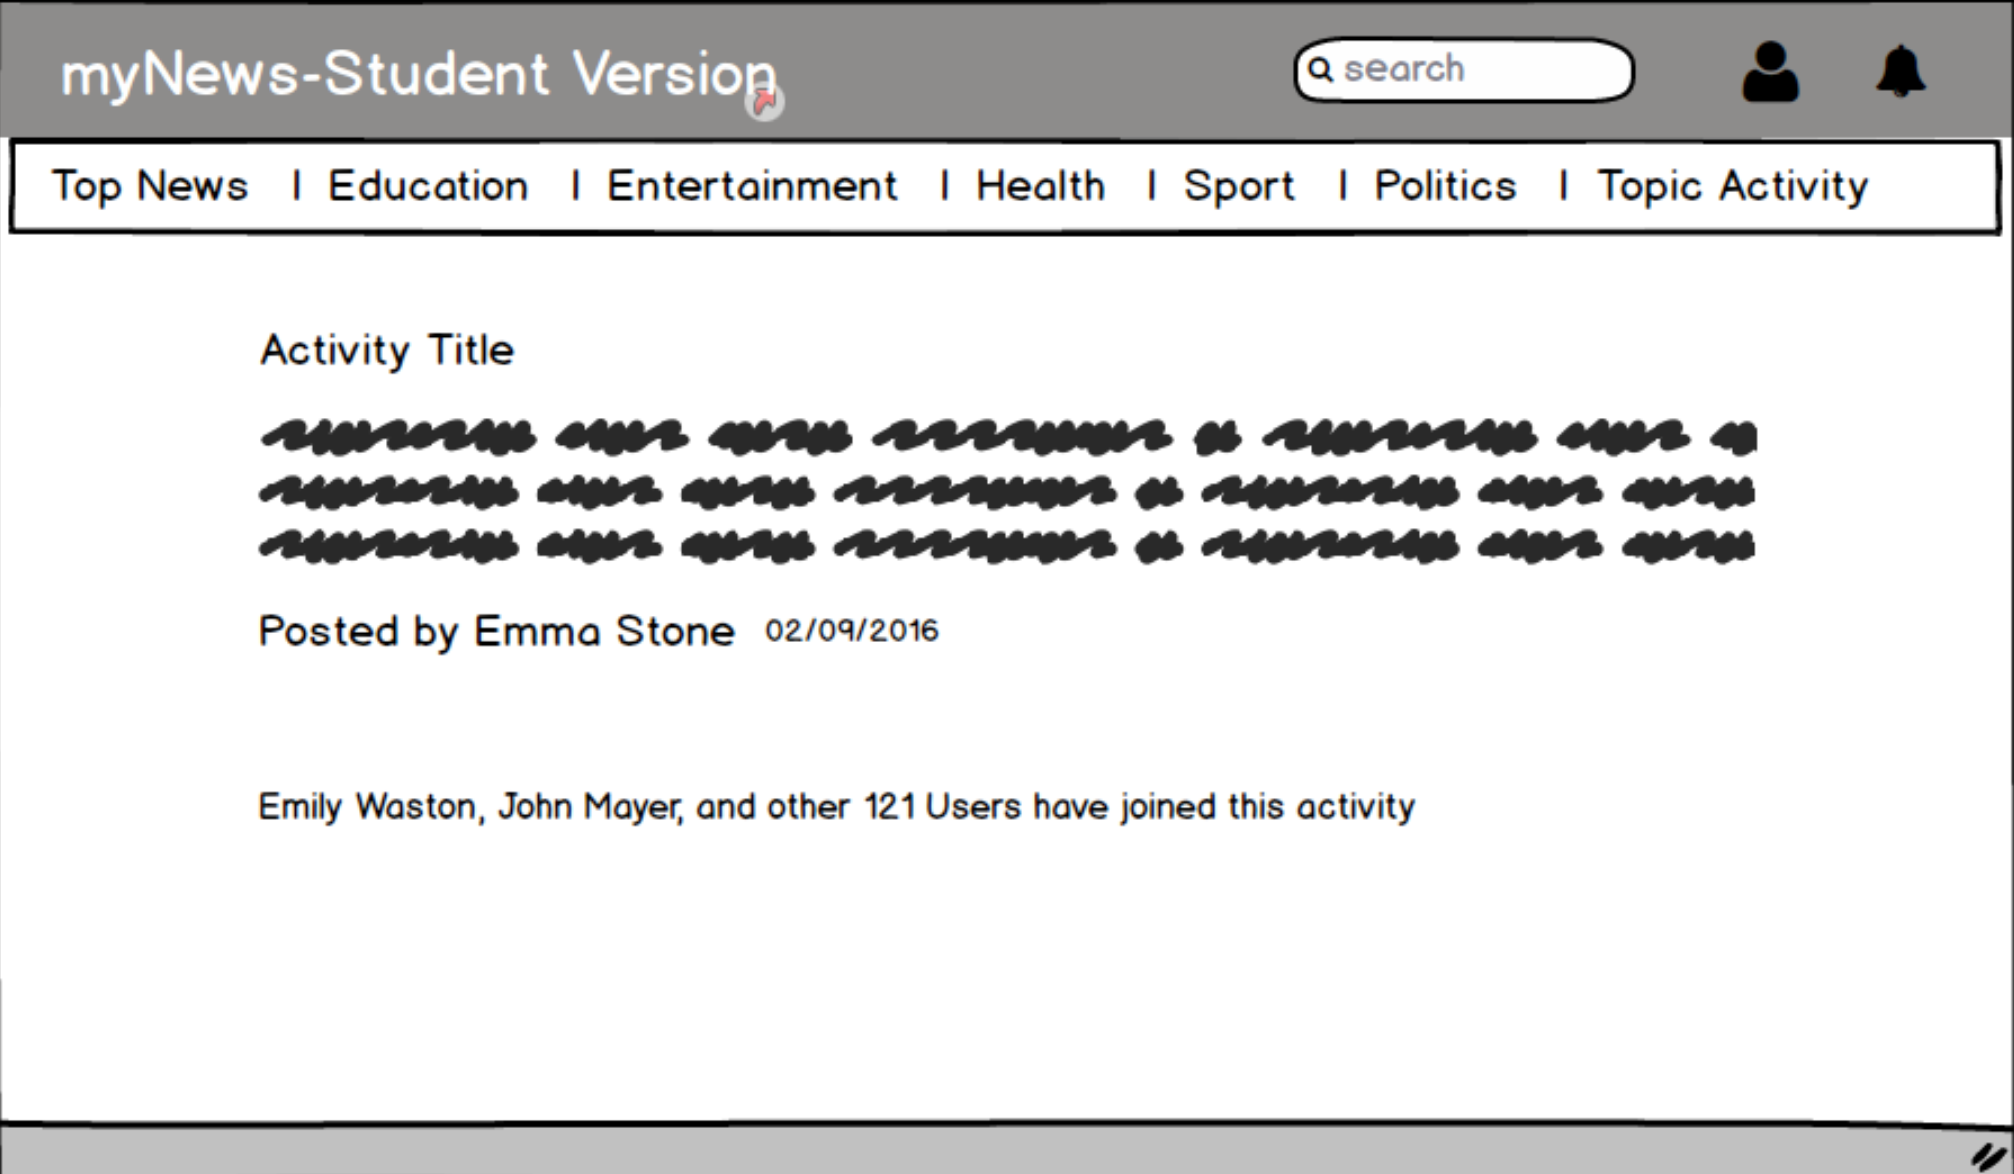 myNews-Student Version
search
Top News | Education | Entertainment | Health | Sport | Politics | Topic Activity
Activity Title
Posted by Emma Stone 02/09/2016
Emily Waston, John Mayer, and other 121 Users have joined this activity